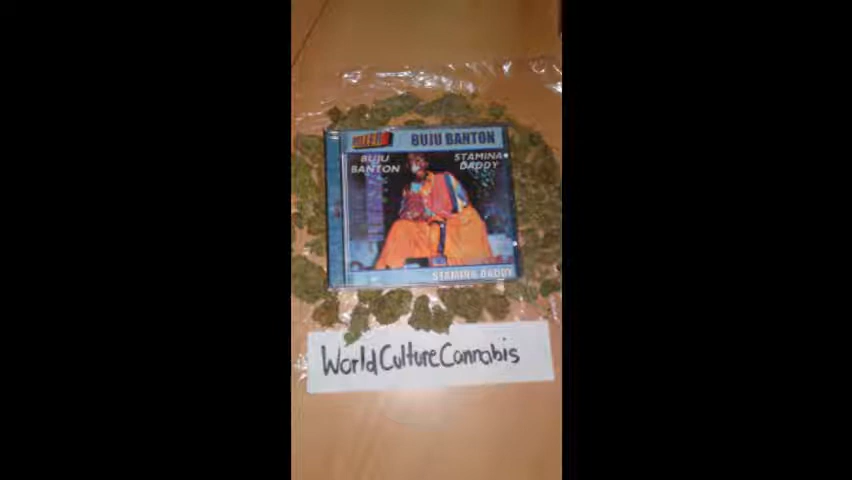 BUJU BANTON
BUJU
BANTON
STAMINA
DADDY
STAMINA DADDY
WorldCultureCannabis